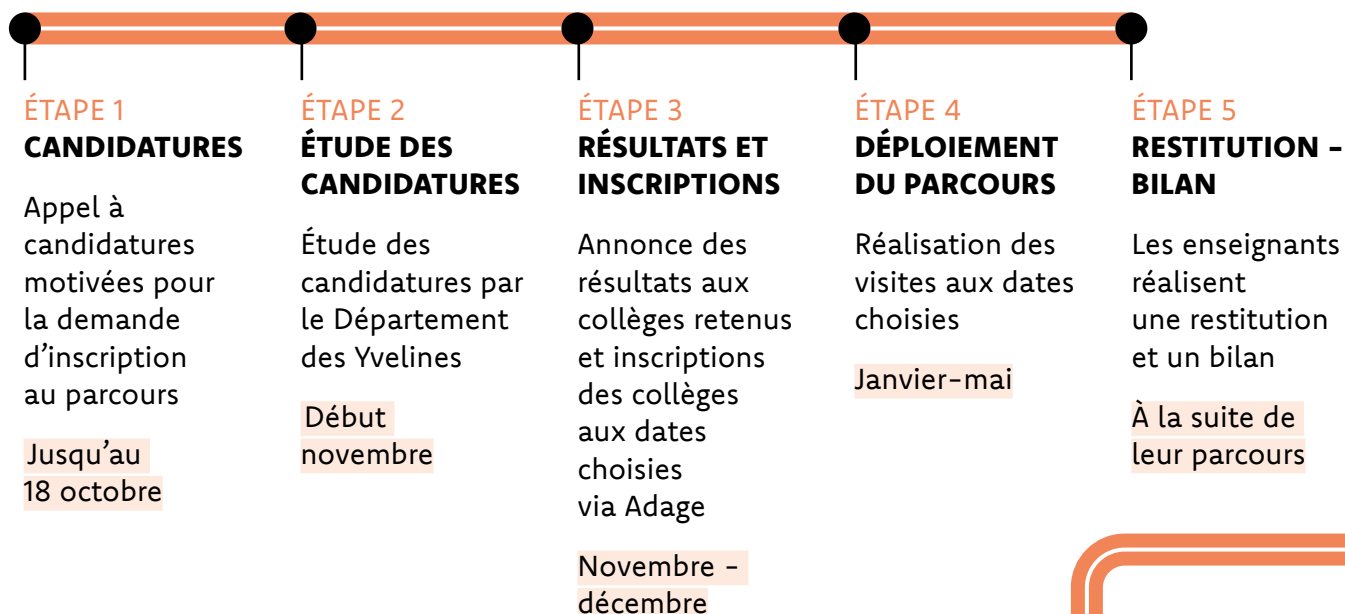 ÉTAPE 1
CANDIDATURES
Appel à
candidatures
motivées pour
la demande
d’inscription
au parcours
Jusqu’au
18 octobre
ÉTAPE 2
ÉTUDE DES
CANDIDATURES
Étude des
candidatures par
le Département
des Yvelines
Début
novembre
ÉTAPE 3
RÉSULTATS ET
INSCRIPTIONS
Annonce des
résultats aux
collèges retenus
et inscriptions
des collèges
aux dates
choisies
via Adage
Novembre -
décembre
ÉTAPE 4
DÉPLOIEMENT
DU PARCOURS
Réalisation des
visites aux dates
choisies
Janvier-mai
ÉTAPE 5
RESTITUTION –
BILAN
Les enseignants
réalisent
une restitution
et un bilan
À la suite de
leur parcours